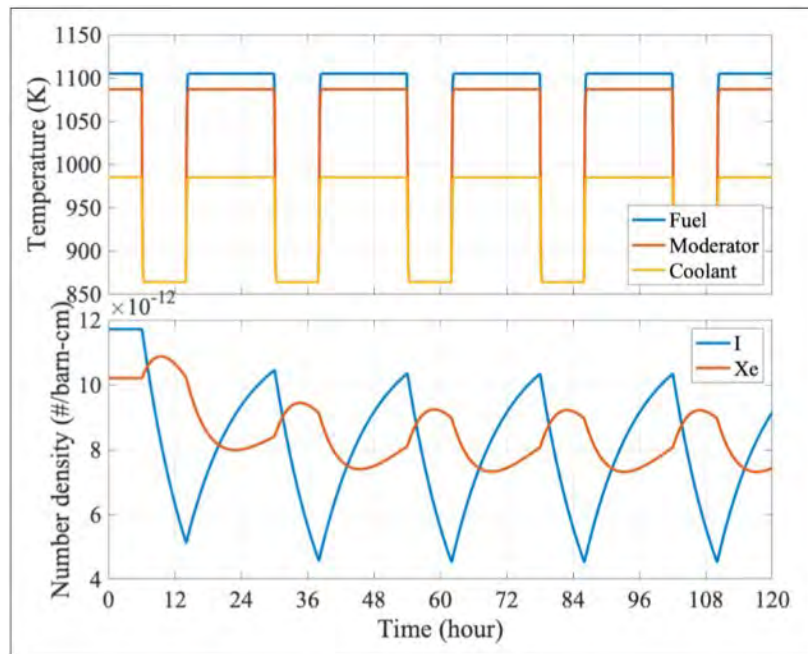 Temperature (K)
1150
1100
1050
1000
950
900
850
Fuel
Moderator
Coolant
×10-12
Number density (#/barn-cm)
12
10
8
6
4
I
Xe
0 12 24 36 48 60 72 84 96 108 120
Time (hour)